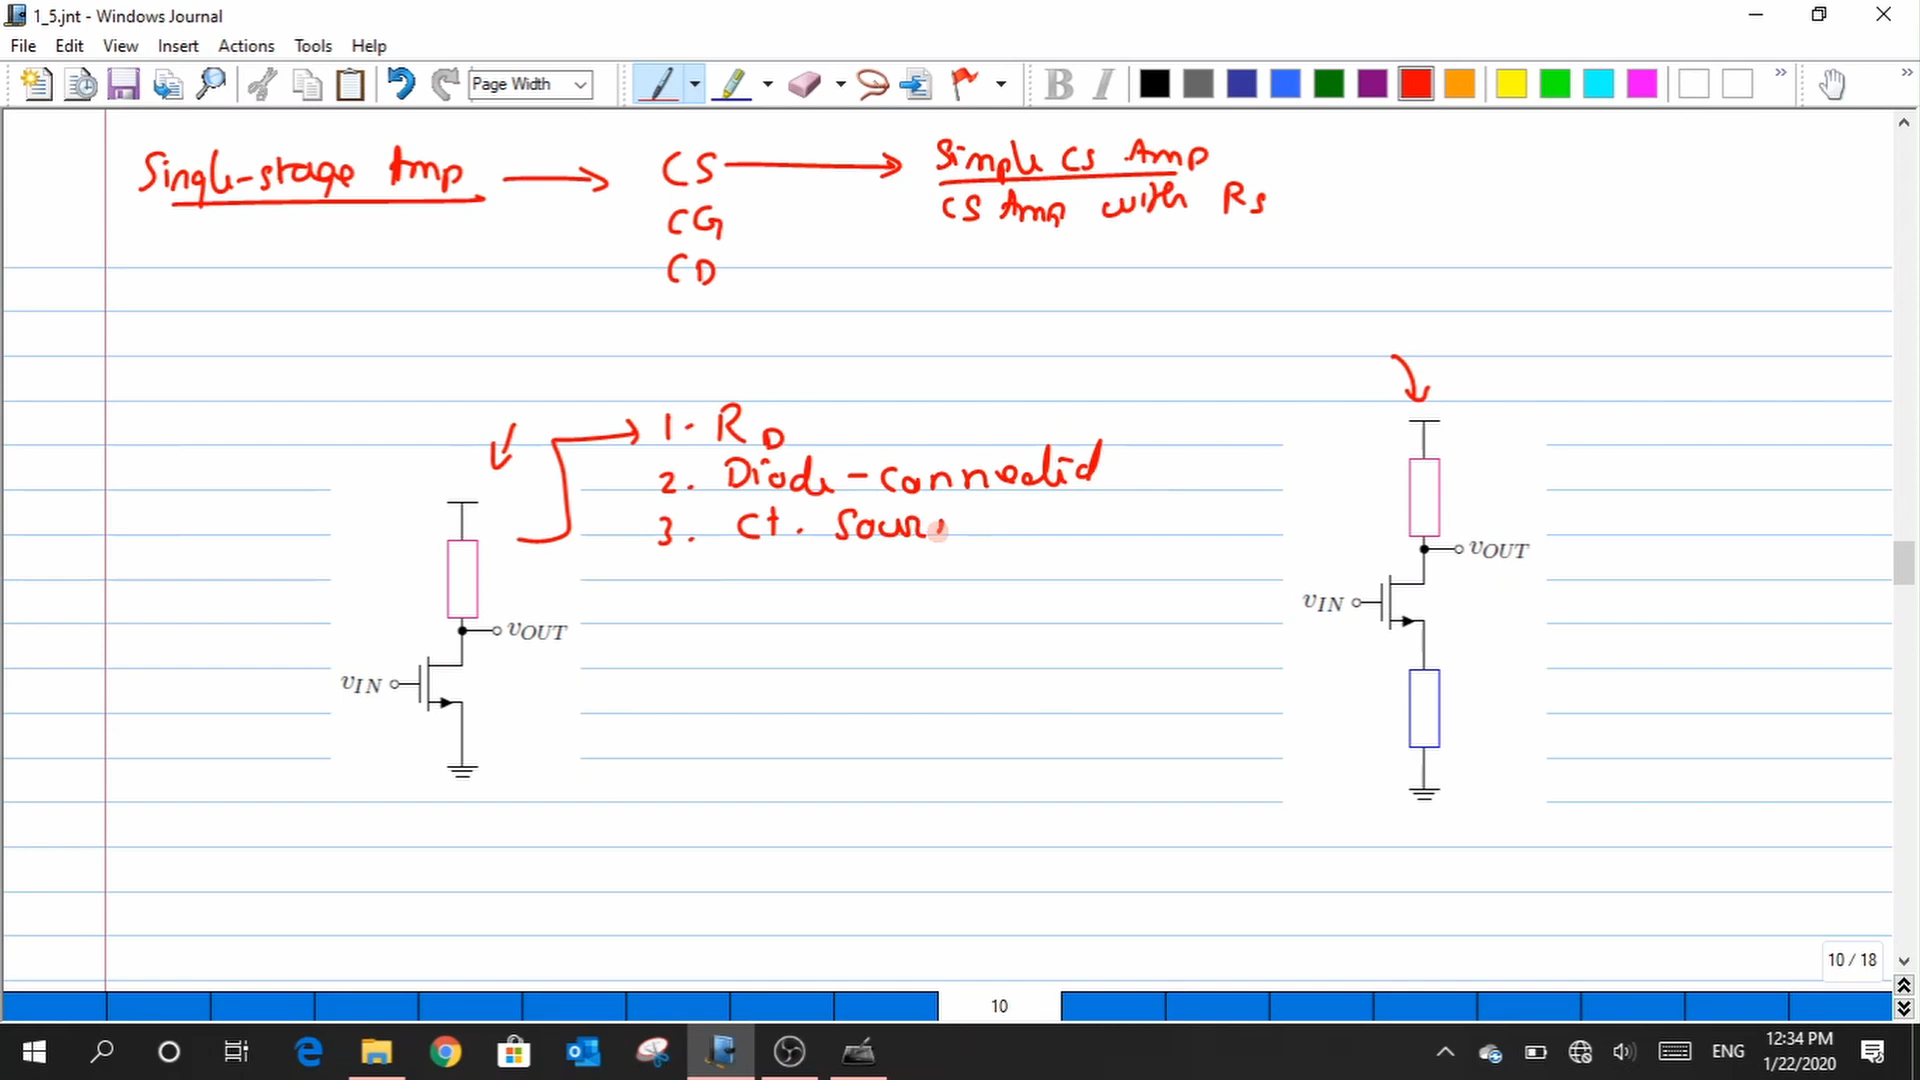 1_5.jnt - Windows Journal
File Edit View Insert Actions Tools Help
Page Width
B I
Single-stage Amp
CS
CG
CD
Simple CS Amp
CS Amp with Rs
1. RD
2. Diode-connected
3. Ct. Sour
vOUT
vIN
vOUT
vIN
10 / 18
10
ENG
12:34 PM
1/22/2020